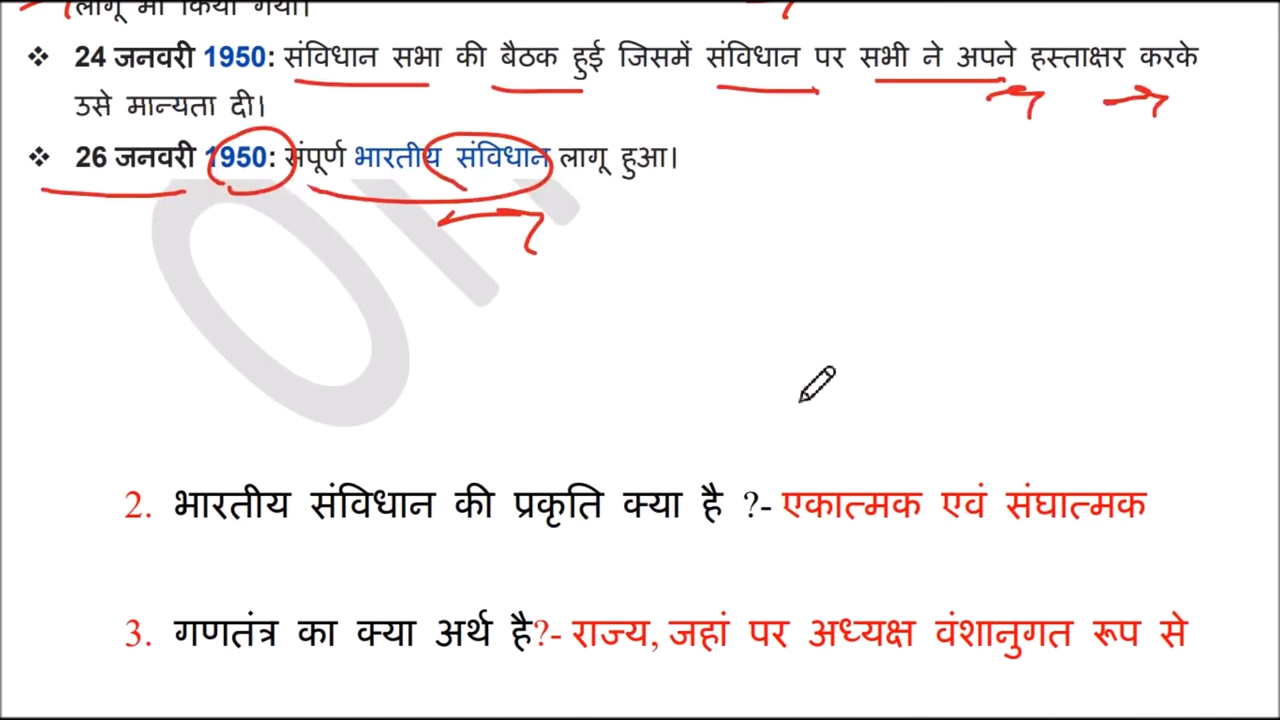 लागू भी किया गया।
❖ 24 जनवरी 1950: संविधान सभा की बैठक हुई जिसमें संविधान पर सभी ने अपने हस्ताक्षर करके
उसे मान्यता दी।
❖ 26 जनवरी 1950: संपूर्ण भारतीय संविधान लागू हुआ।
2. भारतीय संविधान की प्रकृति क्या है ?- एकात्मक एवं संघात्मक
3. गणतंत्र का क्या अर्थ है?- राज्य, जहां पर अध्यक्ष वंशानुगत रूप से